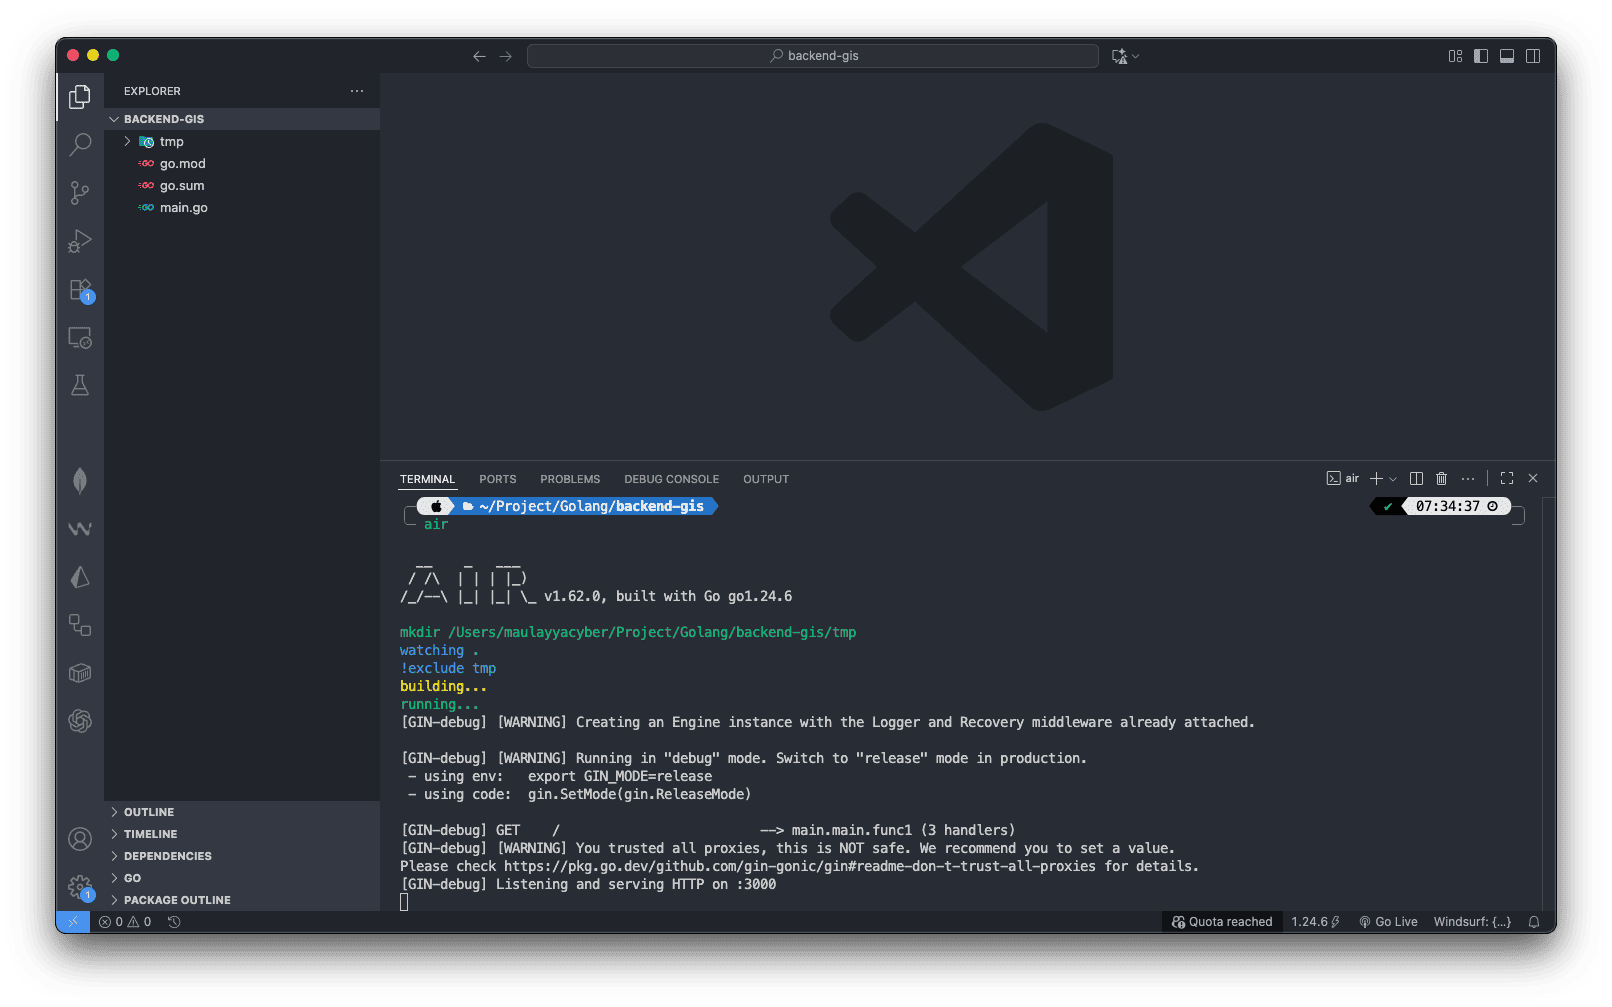 backend-gis
EXPLORER
BACKEND-GIS
tmp
go.mod
go.sum
main.go
1
OUTLINE
TIMELINE
DEPENDENCIES
GO
PACKAGE OUTLINE
1
TERMINAL PORTS PROBLEMS DEBUG CONSOLE OUTPUT
air
~/Project/Golang/backend-gis
✔ 07:34:37
air
  __    _   ___
 / /\  | | | |_)
/_/--\ |_| |_| \_ v1.62.0, built with Go go1.24.6
mkdir /Users/maulayyacyber/Project/Golang/backend-gis/tmp
watching .
!exclude tmp
building...
running...
[GIN-debug] [WARNING] Creating an Engine instance with the Logger and Recovery middleware already attached.
[GIN-debug] [WARNING] Running in "debug" mode. Switch to "release" mode in production.
 - using env:   export GIN_MODE=release
 - using code:  gin.SetMode(gin.ReleaseMode)
[GIN-debug] GET    /                         --> main.main.func1 (3 handlers)
[GIN-debug] [WARNING] You trusted all proxies, this is NOT safe. We recommend you to set a value.
Please check https://pkg.go.dev/github.com/gin-gonic/gin#readme-don-t-trust-all-proxies for details.
[GIN-debug] Listening and serving HTTP on :3000
0 0
Quota reached 1.24.6 Go Live Windsurf: {...}